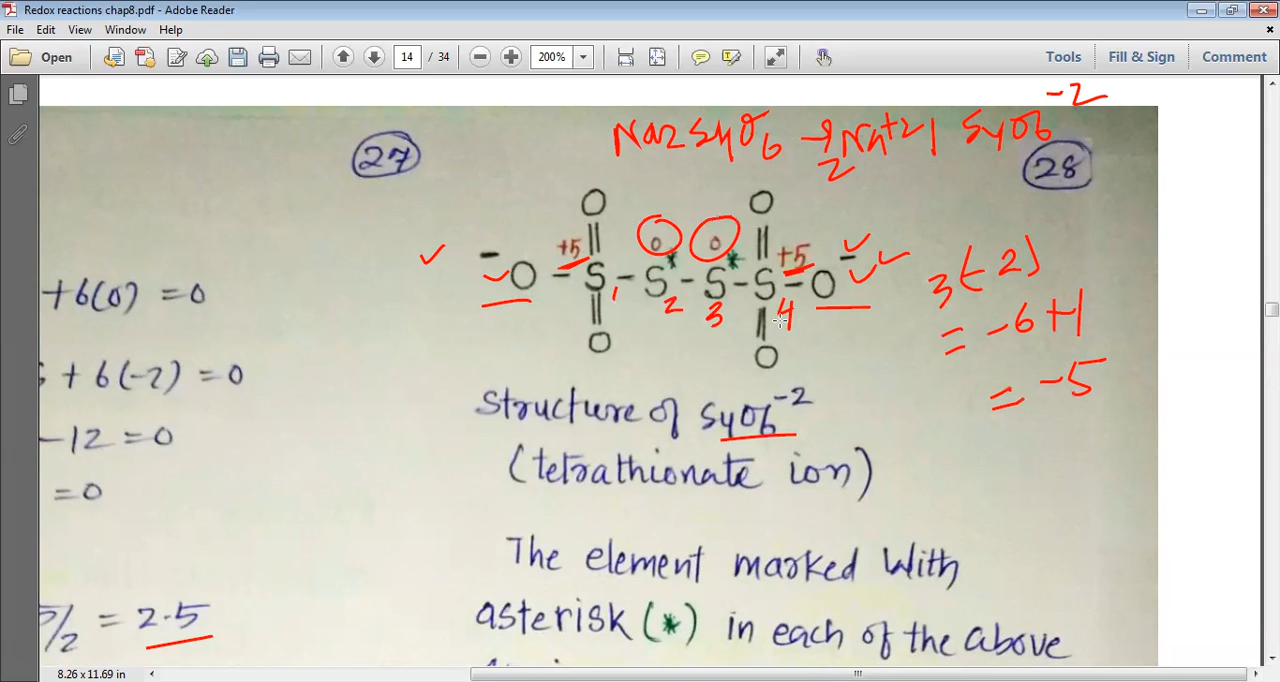 Redox reactions chap8.pdf - Adobe Reader
File Edit View Window Help
Open 14 / 34 200% Tools Fill & Sign Comment
-2
Na2S4O6 → 2Na+2 S4O6
27
28
O O
+5 O O +5
- O = S - S* - S* - S - O -
1 2 3 4
O O
3(-2)
= -6+1
= -5
+6(0) =0
+ 6(-2) =0
-12=0
=0
5/2 = 2.5
Structure of S4O6-2
(tetrathionate ion)
The element marked with
asterisk (*) in each of the above
8.26 x 11.69 in